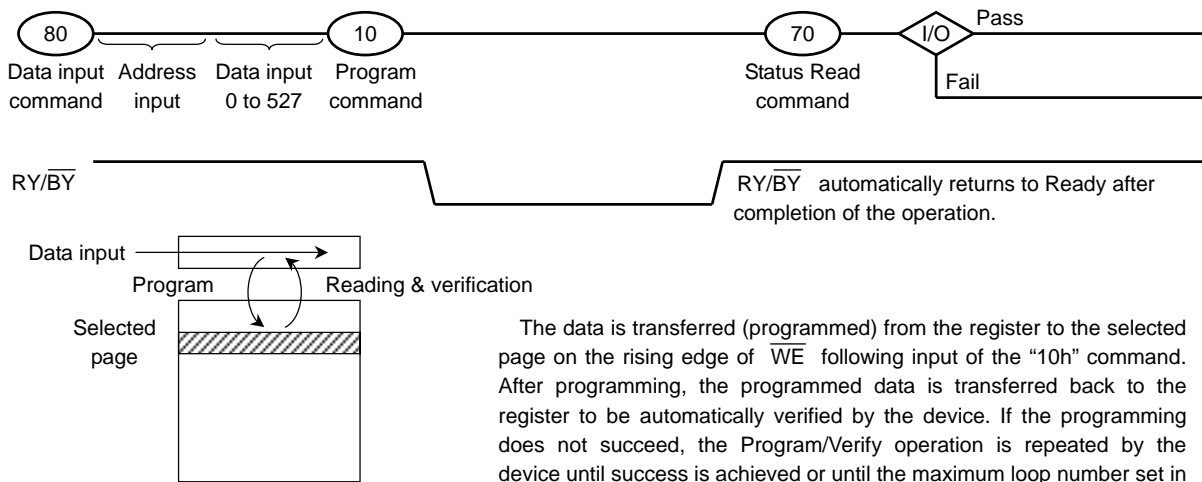 80
10
70
I/O
Pass
Fail
Data input
command
Address
input
Data input
0 to 527
Program
command
Status Read
command
RY/BY
RY/BY automatically returns to Ready after
completion of the operation.
Data input
Program
Reading & verification
Selected
page
The data is transferred (programmed) from the register to the selected
page on the rising edge of WE following input of the “10h” command.
After programming, the programmed data is transferred back to the
register to be automatically verified by the device. If the programming
does not succeed, the Program/Verify operation is repeated by the
device until success is achieved or until the maximum loop number set in